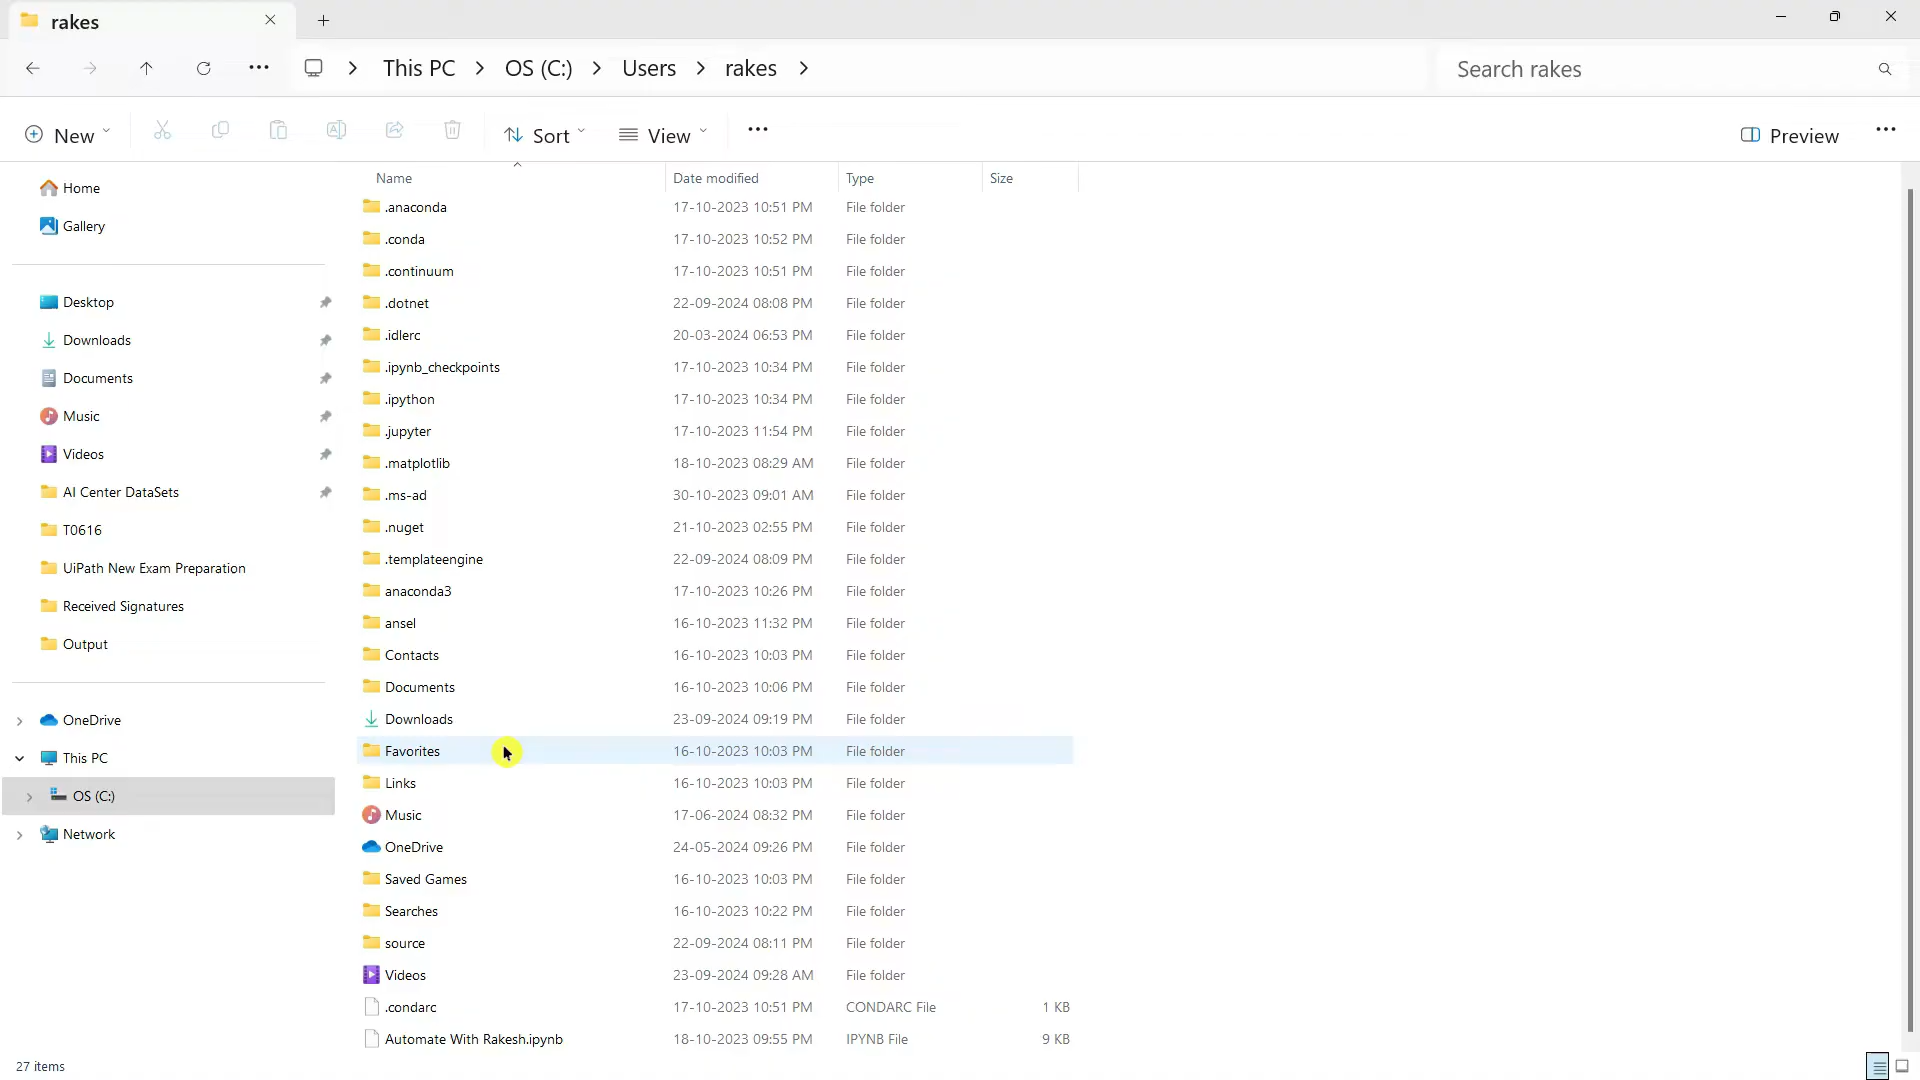 rakes
This PC
OS (C:)
Users
rakes
Search rakes
New
Sort
View
Preview
Home
Gallery
Desktop
Downloads
Documents
Music
Videos
AI Center DataSets
T0616
UiPath New Exam Preparation
Received Signatures
Output
OneDrive
This PC
OS (C:)
Network
Name Date modified Type Size
.anaconda 17-10-2023 10:51 PM File folder
.conda 17-10-2023 10:52 PM File folder
.continuum 17-10-2023 10:51 PM File folder
.dotnet 22-09-2024 08:08 PM File folder
.idlerc 20-03-2024 06:53 PM File folder
.ipynb_checkpoints 17-10-2023 10:34 PM File folder
.ipython 17-10-2023 10:34 PM File folder
.jupyter 17-10-2023 11:54 PM File folder
.matplotlib 18-10-2023 08:29 AM File folder
.ms-ad 30-10-2023 09:01 AM File folder
.nuget 21-10-2023 02:55 PM File folder
.templateengine 22-09-2024 08:09 PM File folder
anaconda3 17-10-2023 10:26 PM File folder
ansel 16-10-2023 11:32 PM File folder
Contacts 16-10-2023 10:03 PM File folder
Documents 16-10-2023 10:06 PM File folder
Downloads 23-09-2024 09:19 PM File folder
Favorites 16-10-2023 10:03 PM File folder
Links 16-10-2023 10:03 PM File folder
Music 17-06-2024 08:32 PM File folder
OneDrive 24-05-2024 09:26 PM File folder
Saved Games 16-10-2023 10:03 PM File folder
Searches 16-10-2023 10:22 PM File folder
source 22-09-2024 08:11 PM File folder
Videos 23-09-2024 09:28 AM File folder
.condarc 17-10-2023 10:51 PM CONDARC File 1 KB
Automate With Rakesh.ipynb 18-10-2023 09:55 PM IPYNB File 9 KB
27 items